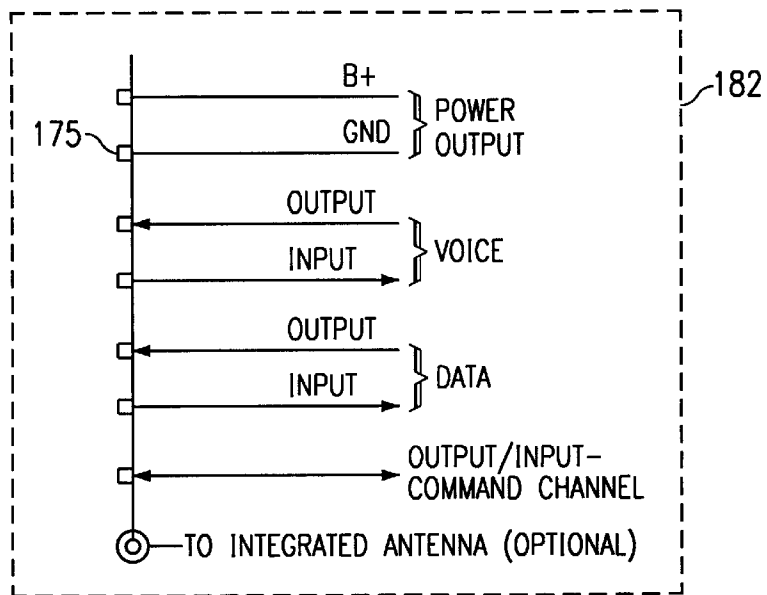 182
B+
POWER
175
GND
OUTPUT
OUTPUT
VOICE
INPUT
OUTPUT
DATA
INPUT
OUTPUT/INPUT-
COMMAND CHANNEL
TO INTEGRATED ANTENNA (OPTIONAL)